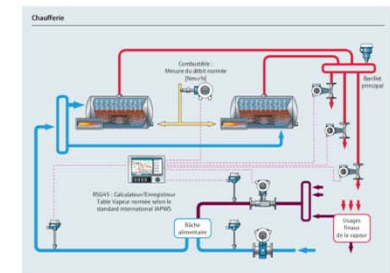 Chaufferie
Combustible :
Mesure du débit normée
[Nm³/h]
Barillet
principal
RSG45 : Calculateur/Enregistreur
Table Vapeur normée selon le
standard international IAPWS
Bâche
alimentaire
Usages
finaux
de la vapeur